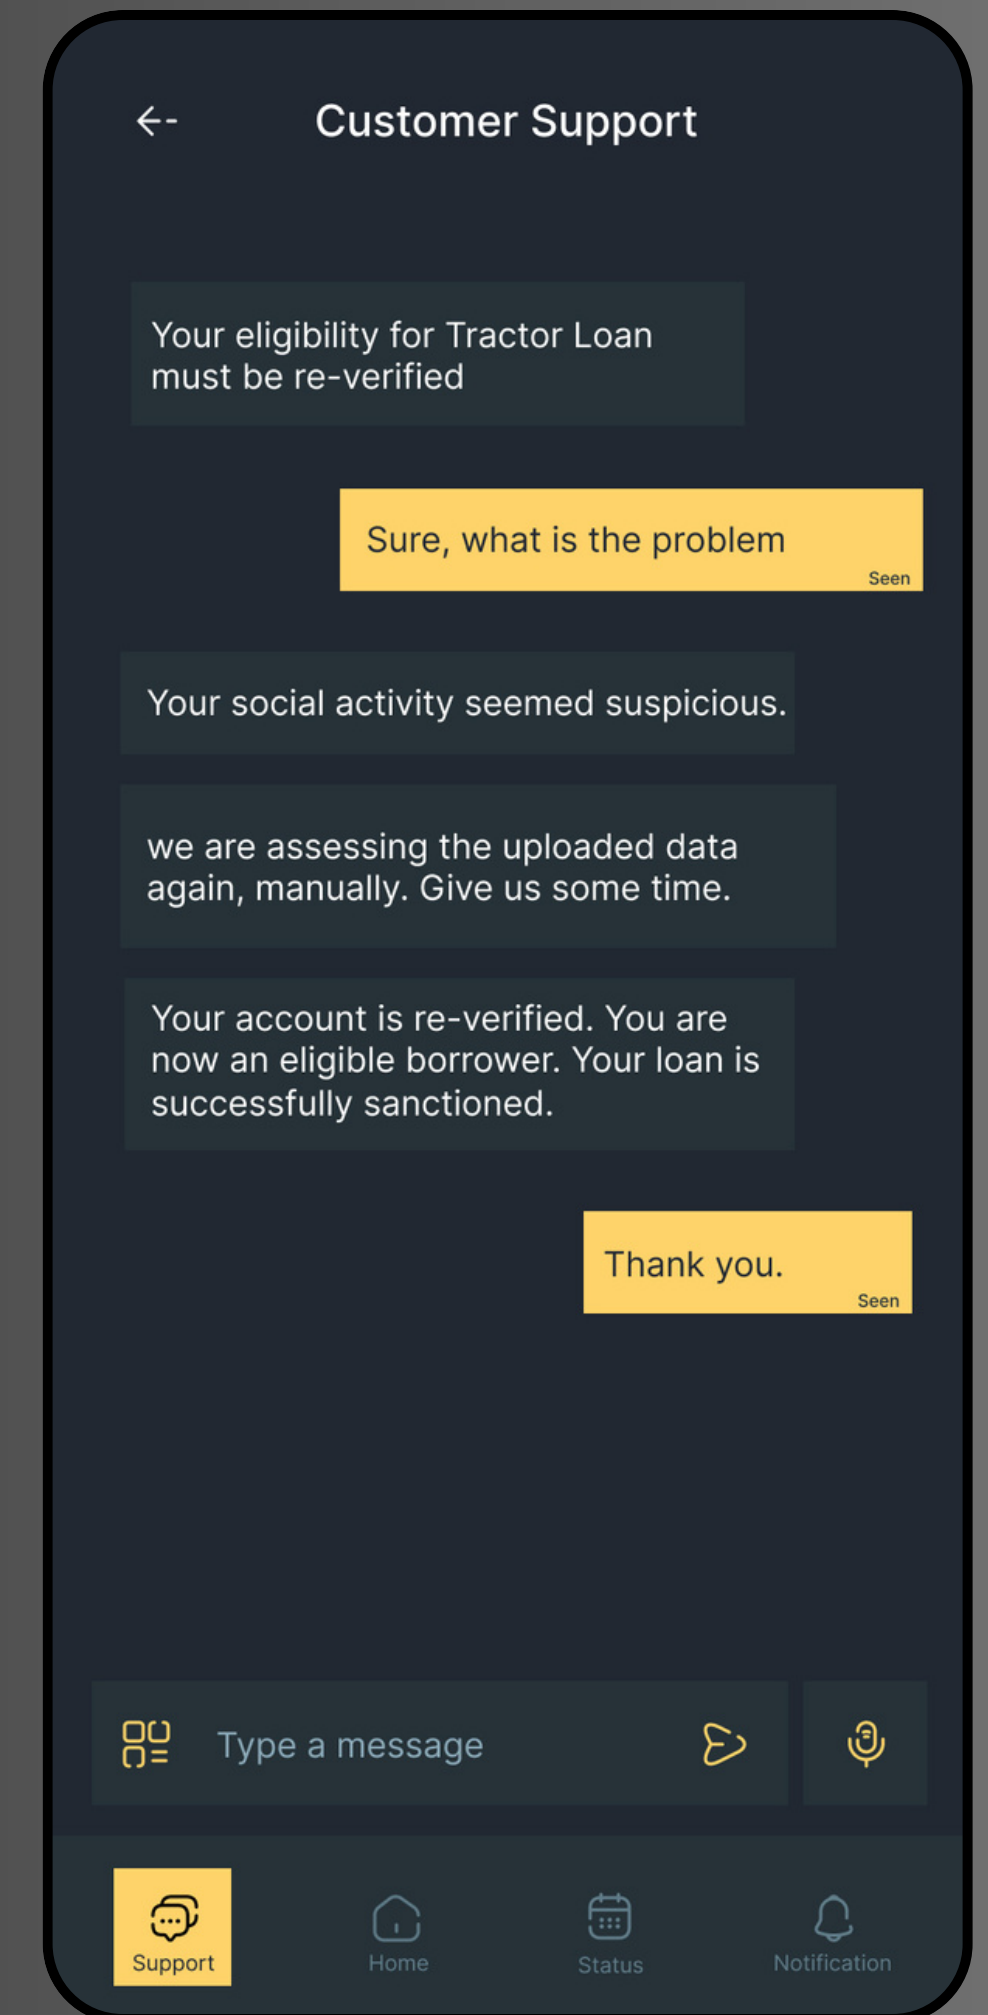 Customer Support
Your eligibility for Tractor Loan
must be re-verified
Sure, what is the problem
Seen
Your social activity seemed suspicious.
we are assessing the uploaded data
again, manually. Give us some time.
Your account is re-verified. You are
now an eligible borrower. Your loan is
successfully sanctioned.
Thank you.
Seen
Type a message
Support
Home
Status
Notification